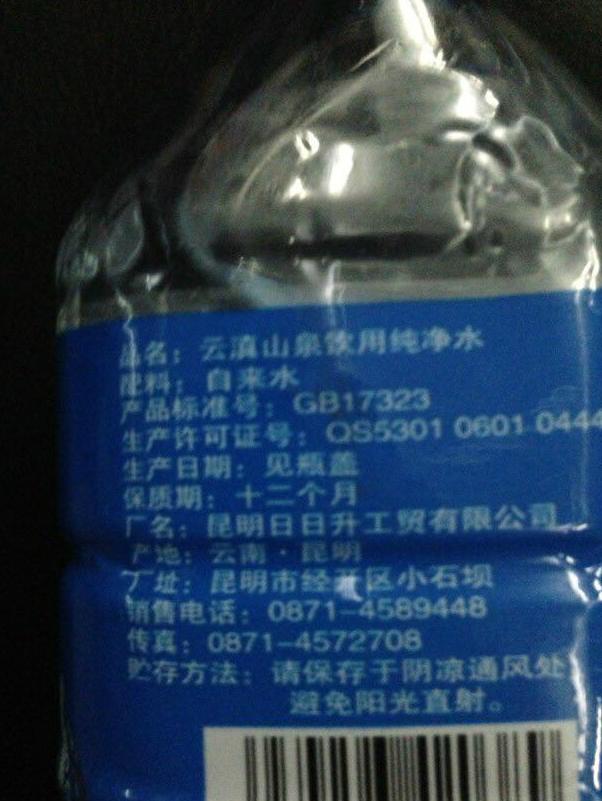 品名：云滇山泉饮用纯净水
配料：自来水
产品标准号：GB17323
生产许可证号：QS5301 0601 0444
生产日期：见瓶盖
保质期：十二个月
厂名：昆明日日升工贸有限公司
产地：云南·昆明
厂址：昆明市经开区小石坝
销售电话：0871-4589448
传真：0871-4572708
贮存方法：请保存于阴凉通风处
避免阳光直射。